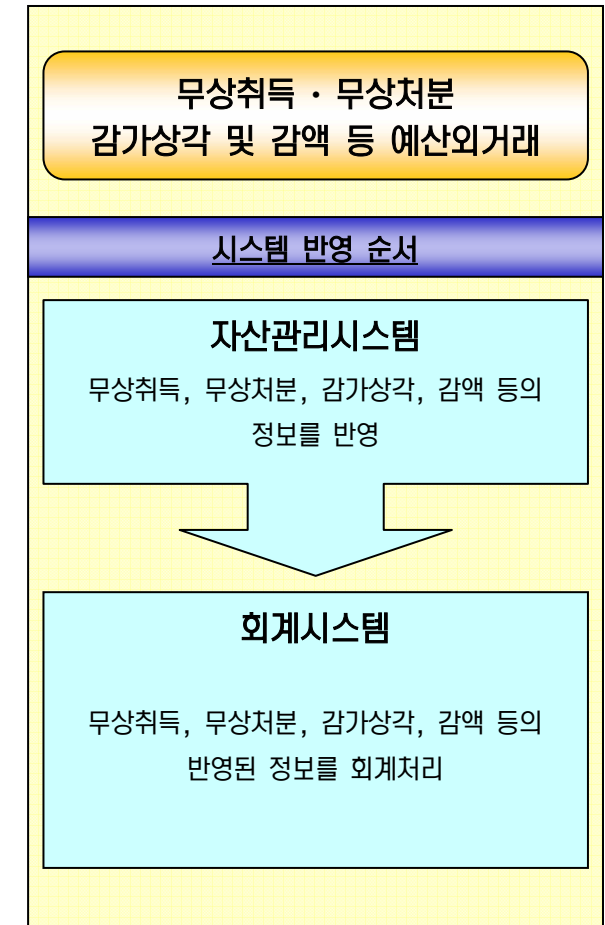 무상취득 · 무상처분
감가상각 및 감액 등 예산외거래
시스템 반영 순서
자산관리시스템
무상취득, 무상처분, 감가상각, 감액 등의
정보를 반영
회계시스템
무상취득, 무상처분, 감가상각, 감액 등의
반영된 정보를 회계처리